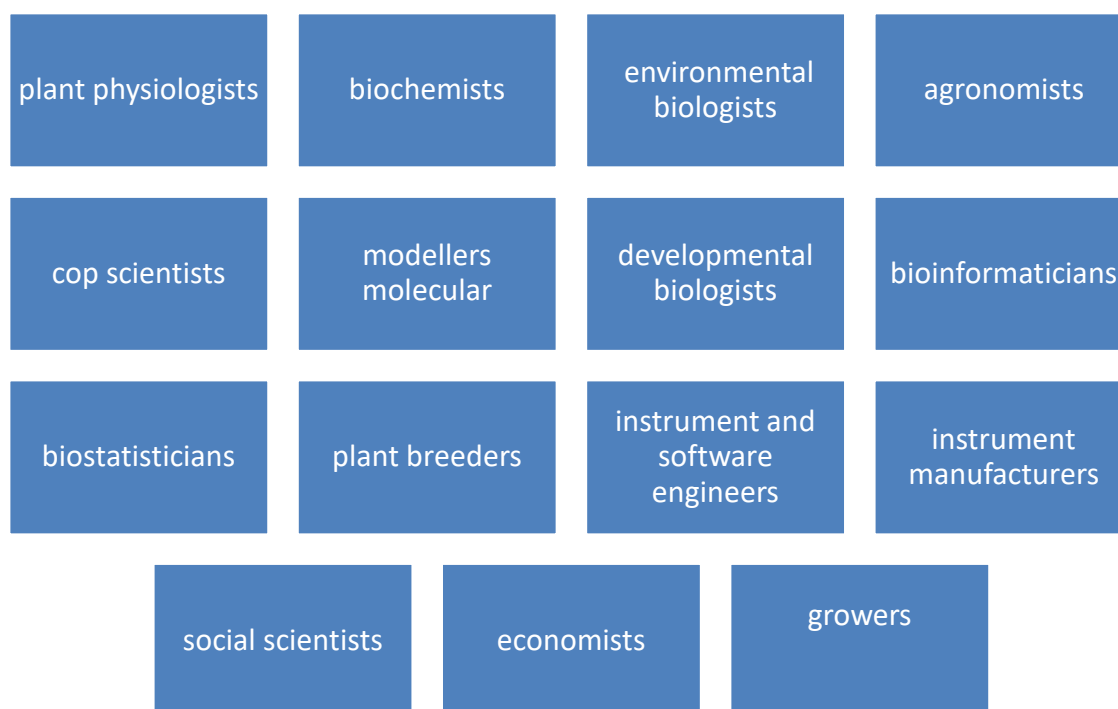 plant physiologists
biochemists
environmental
biologists
agronomists
cop scientists
modellers
molecular
developmental
biologists
bioinformaticians
biostatisticians
plant breeders
instrument and
software
engineers
instrument
manufacturers
social scientists
economists
growers